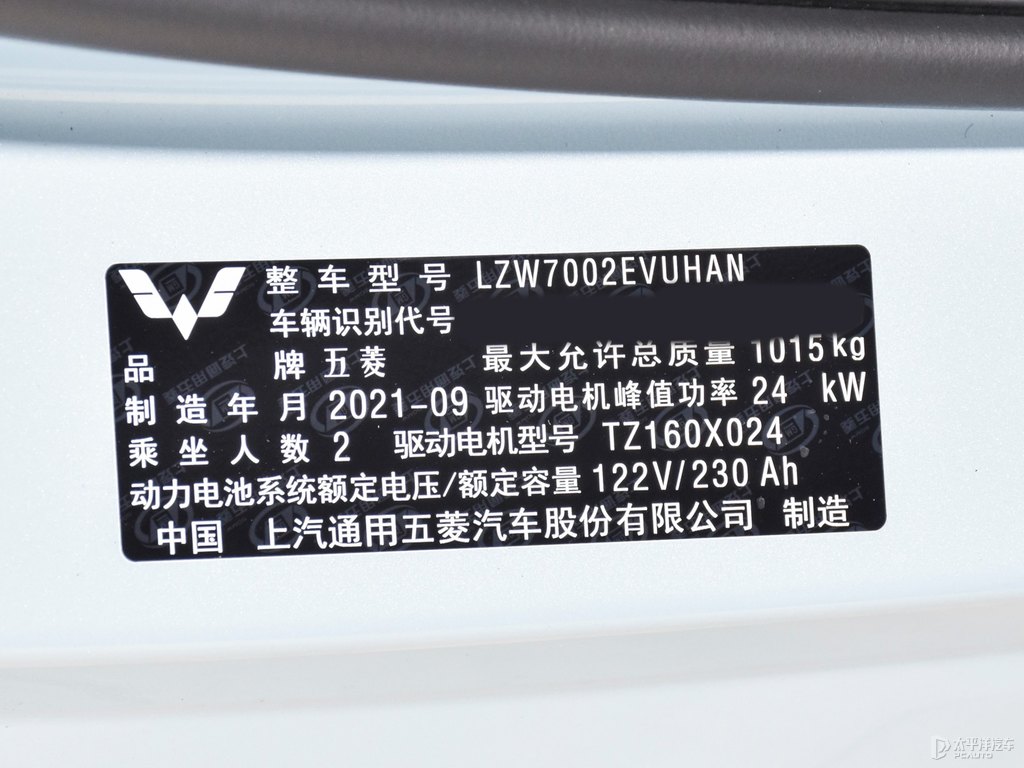 整车型号 LZW7002EVUHAN
车辆识别代号
品牌 五菱 最大允许总质量 1015kg
制造年月 2021-09 驱动电机峰值功率 24 kW
乘坐人数 2 驱动电机型号 TZ160X024
动力电池系统额定电压/额定容量 122V/230 Ah
中国 上汽通用五菱汽车股份有限公司 制造
太平洋汽车
PCAUTO